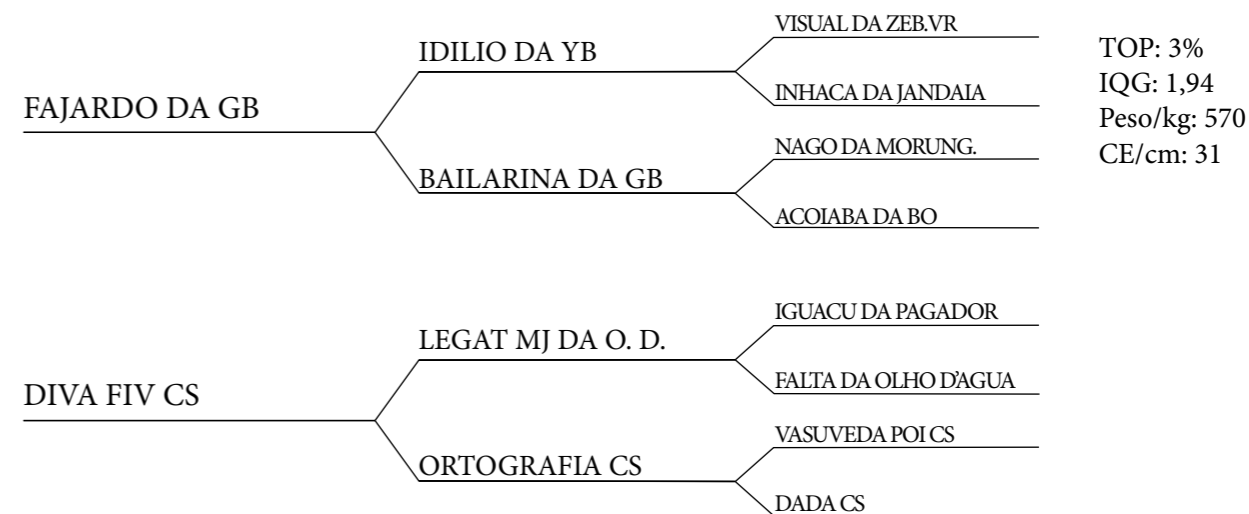 VISUAL DA ZEB.VR
IDILIO DA YB
INHACA DA JANDAIA
FAJARDO DA GB
NAGO DA MORUNG.
BAILARINA DA GB
ACOIABA DA BO
TOP: 3%
IQG: 1,94
Peso/kg: 570
CE/cm: 31
IGUACU DA PAGADOR
LEGAT MJ DA O. D.
FALTA DA OLHO D'AGUA
DIVA FIV CS
VASUVEDA POI CS
ORTOGRAFIA CS
DADA CS